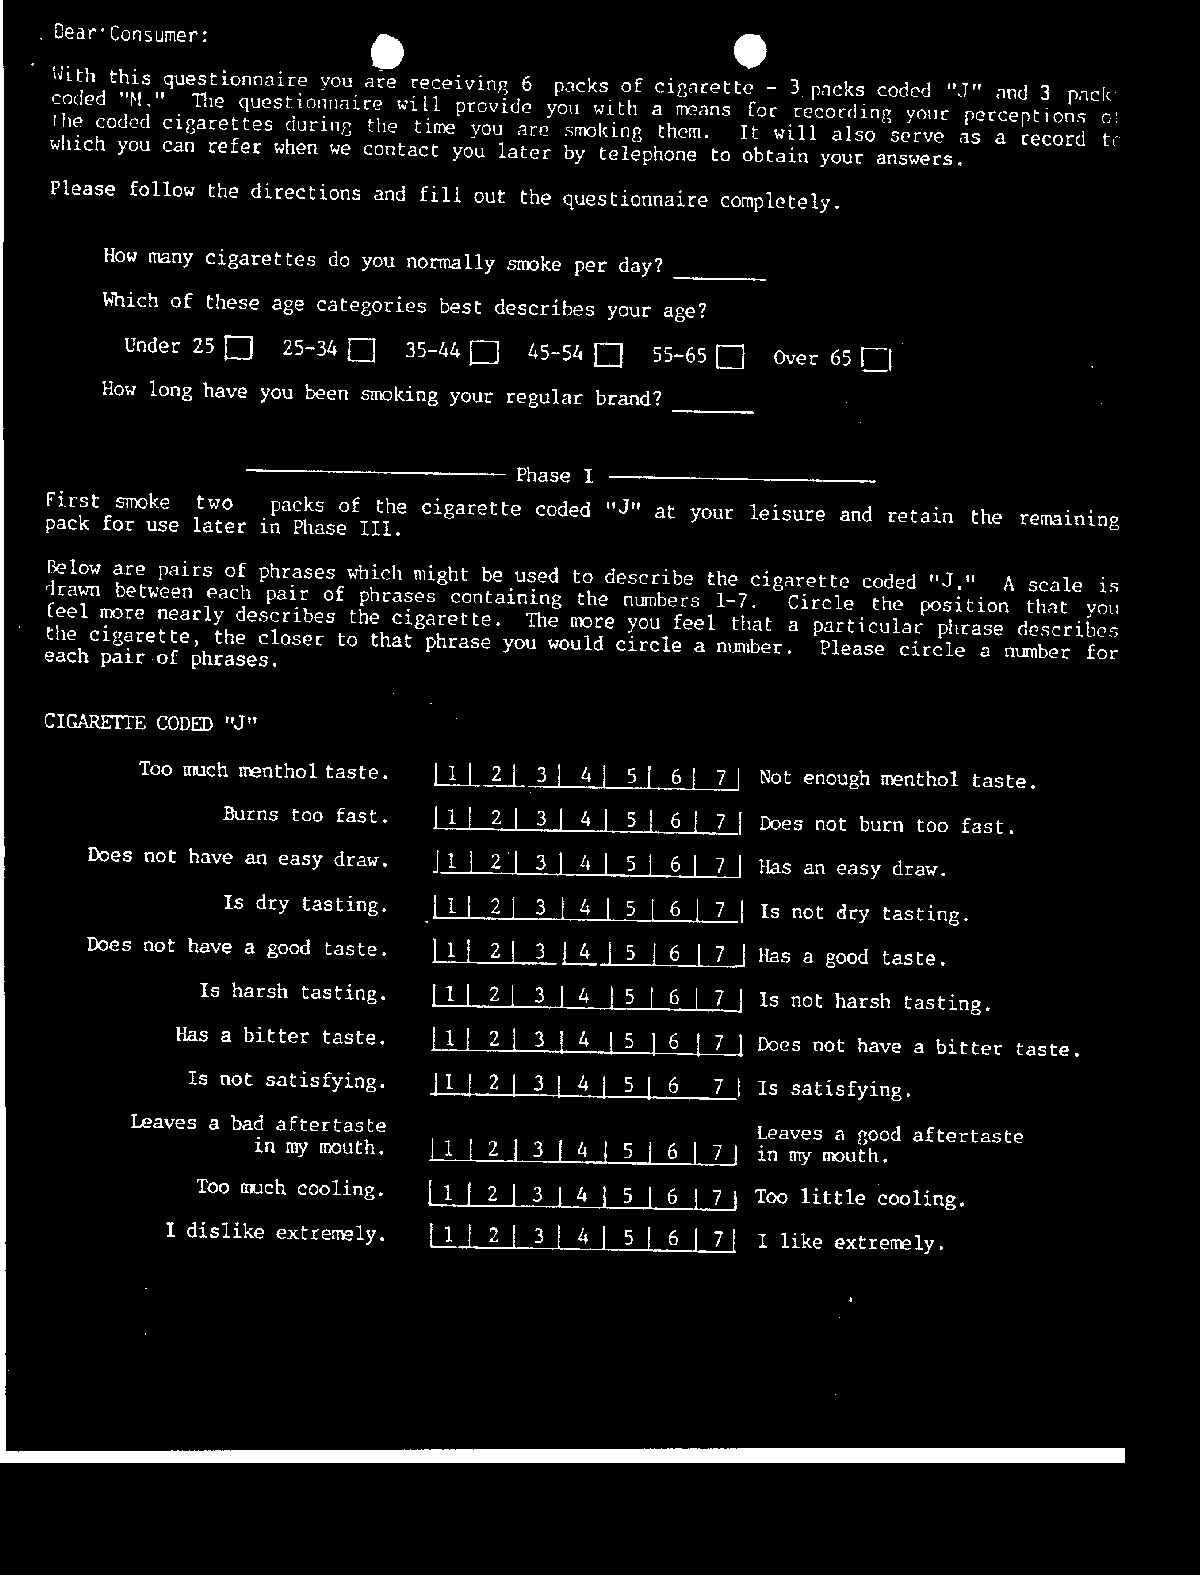 Dear Consumer:
With this questionnaire you are receiving 6 packs of cigarette - 3 packs coded "J" and 3 pack
coded "M." The questionnaire will provide you with a means for recording your perceptions of
the coded cigarettes during the time you are smoking them. It will also serve as a record to
which you can refer when we contact you later by telephone to obtain your answers.
Please follow the directions and fill out the questionnaire completely.
How many cigarettes do you normally smoke per day? ______
Which of these age categories best describes your age?
Under 25 □ 25-34 □ 35-44 □ 45-54 □ 55-65 □ Over 65 □
How long have you been smoking your regular brand? ______
Phase I
First smoke two packs of the cigarette coded "J" at your leisure and retain the remaining
pack for use later in Phase III.
Below are pairs of phrases which might be used to describe the cigarette coded "J." A scale is
drawn between each pair of phrases containing the numbers 1-7. Circle the position that you
feel more nearly describes the cigarette. The more you feel that a particular phrase describes
the cigarette, the closer to that phrase you would circle a number. Please circle a number for
each pair of phrases.
CIGARETTE CODED "J"
Too much menthol taste. |1| 2| 3| 4| 5| 6| 7| Not enough menthol taste.
Burns too fast. |1| 2| 3| 4| 5| 6| 7| Does not burn too fast.
Does not have an easy draw. |1| 2| 3| 4| 5| 6| 7| Has an easy draw.
Is dry tasting. |1| 2| 3| 4| 5| 6| 7| Is not dry tasting.
Does not have a good taste. |1| 2| 3| 4| 5| 6| 7| Has a good taste.
Is harsh tasting. |1| 2| 3| 4| 5| 6| 7| Is not harsh tasting.
Has a bitter taste. |1| 2| 3| 4| 5| 6| 7| Does not have a bitter taste.
Is not satisfying. |1| 2| 3| 4| 5| 6 7| Is satisfying.
Leaves a bad aftertaste Leaves a good aftertaste
in my mouth. |1| 2| 3| 4| 5| 6| 7| in my mouth.
Too much cooling. |1| 2| 3| 4| 5| 6| 7| Too little cooling.
I dislike extremely. |1| 2| 3| 4| 5| 6| 7| I like extremely.